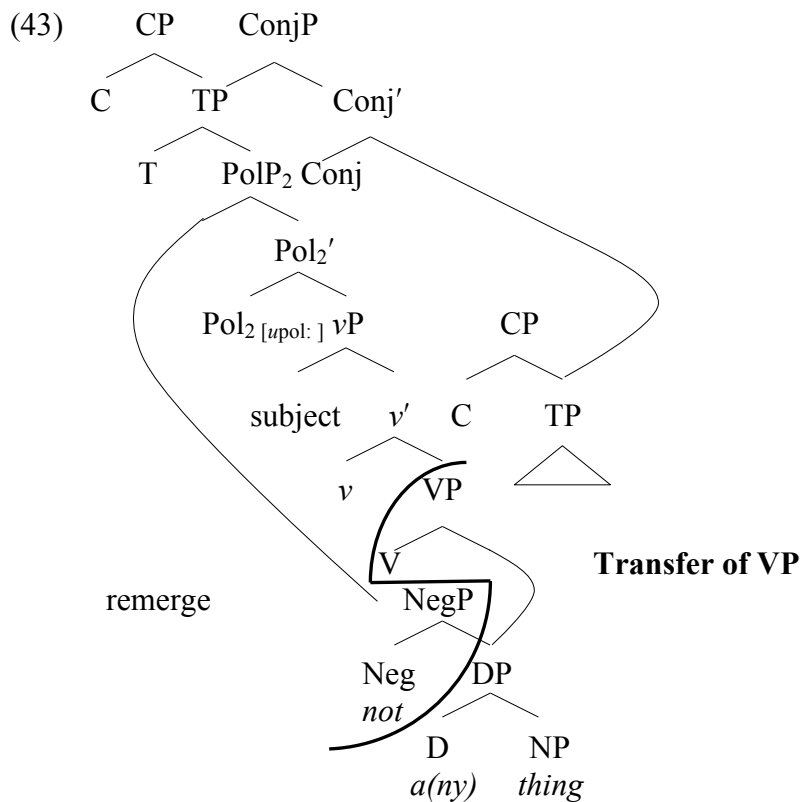 (43) CP ConjP
C TP Conj′
T PolP₂ Conj
Pol₂′
Pol₂ [upol: ] vP CP
subject v′ C TP
v VP
V Transfer of VP
remerge NegP
Neg DP
not
D NP
a(ny) thing